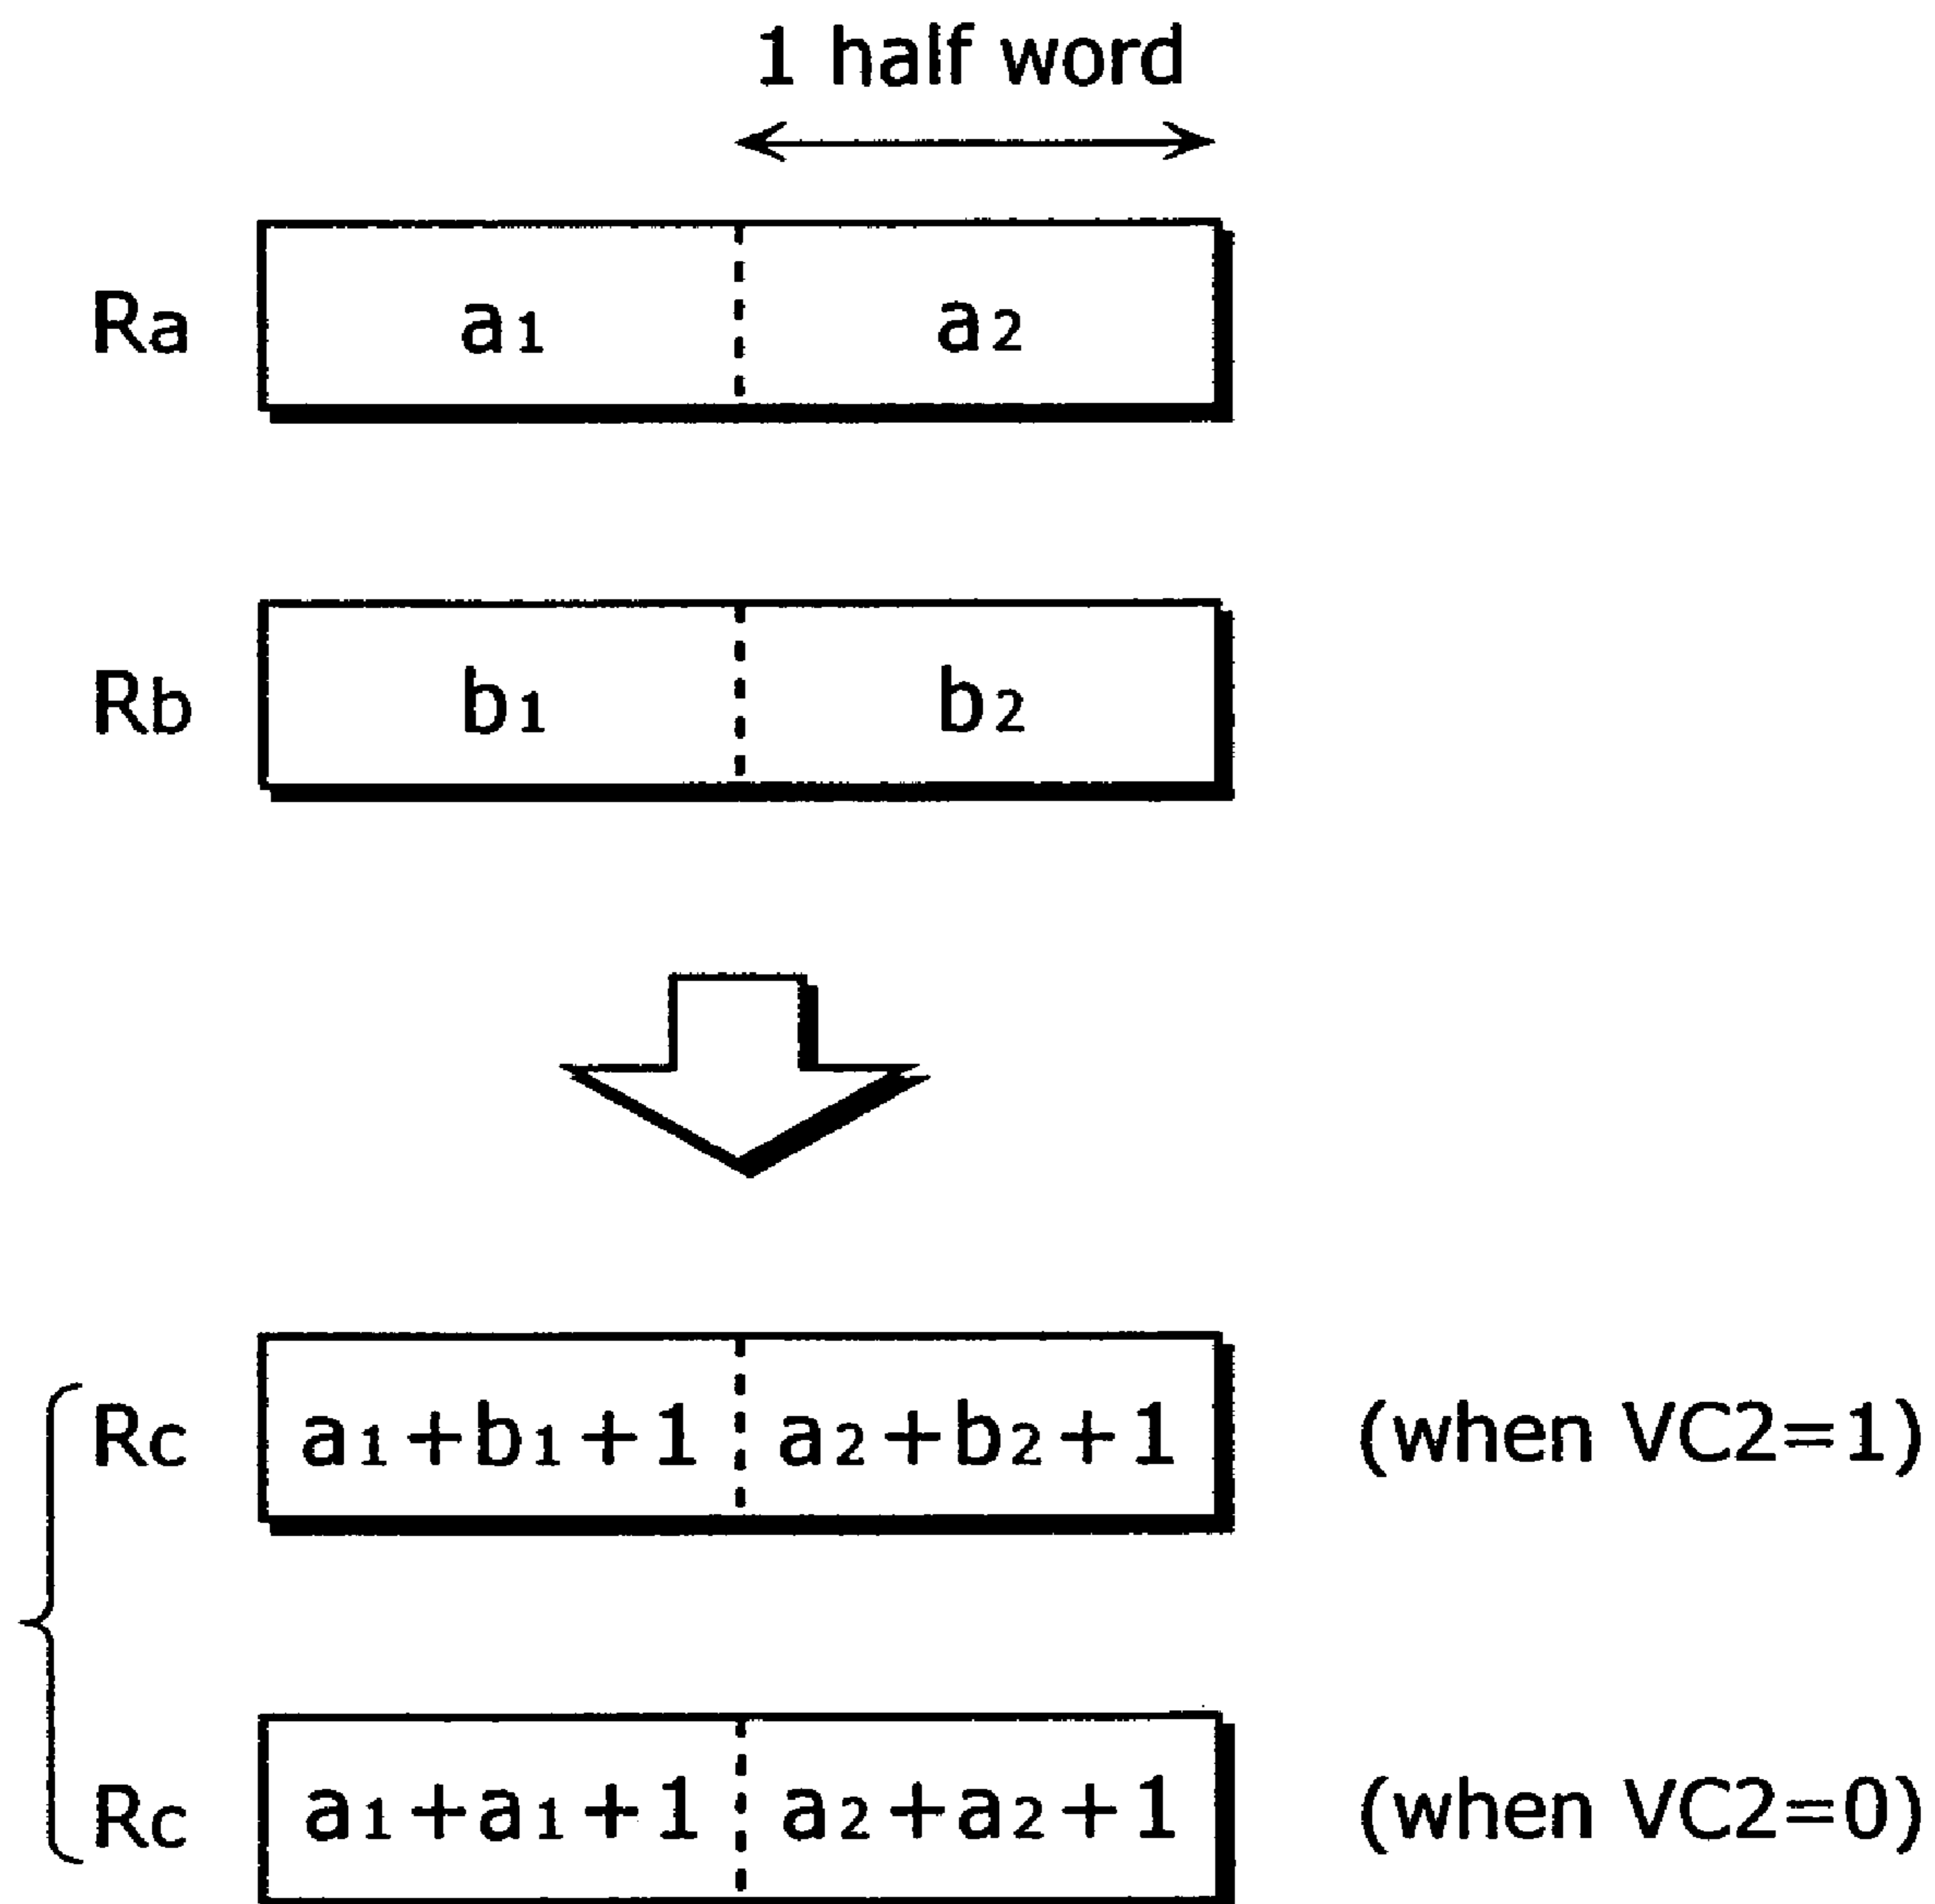 1 half word
Ra a1 a2
Rb b1 b2
Rc a1+b1+1 a2+b2+1 (when VC2=1)
Rc a1+a1+1 a2+a2+1 (when VC2=0)